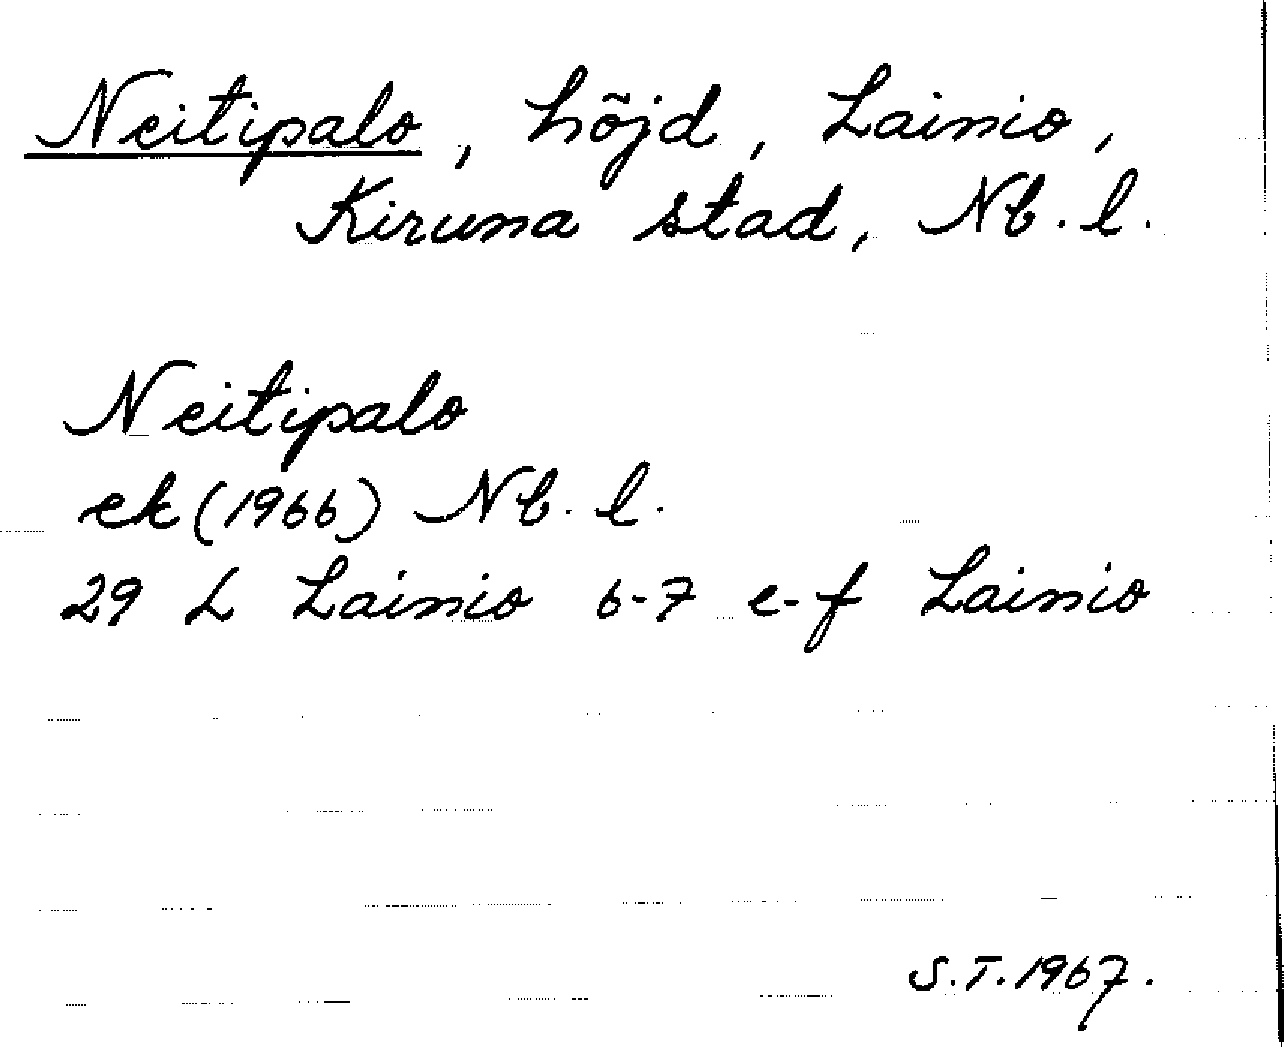 Neitipalo, höjd, Lainio,
Kiruna stad, Nb. l.
Neitipalo
ek (1966) Nb. l.
29 L Lainio 6-7 e-f Lainio
S.T. 1967.